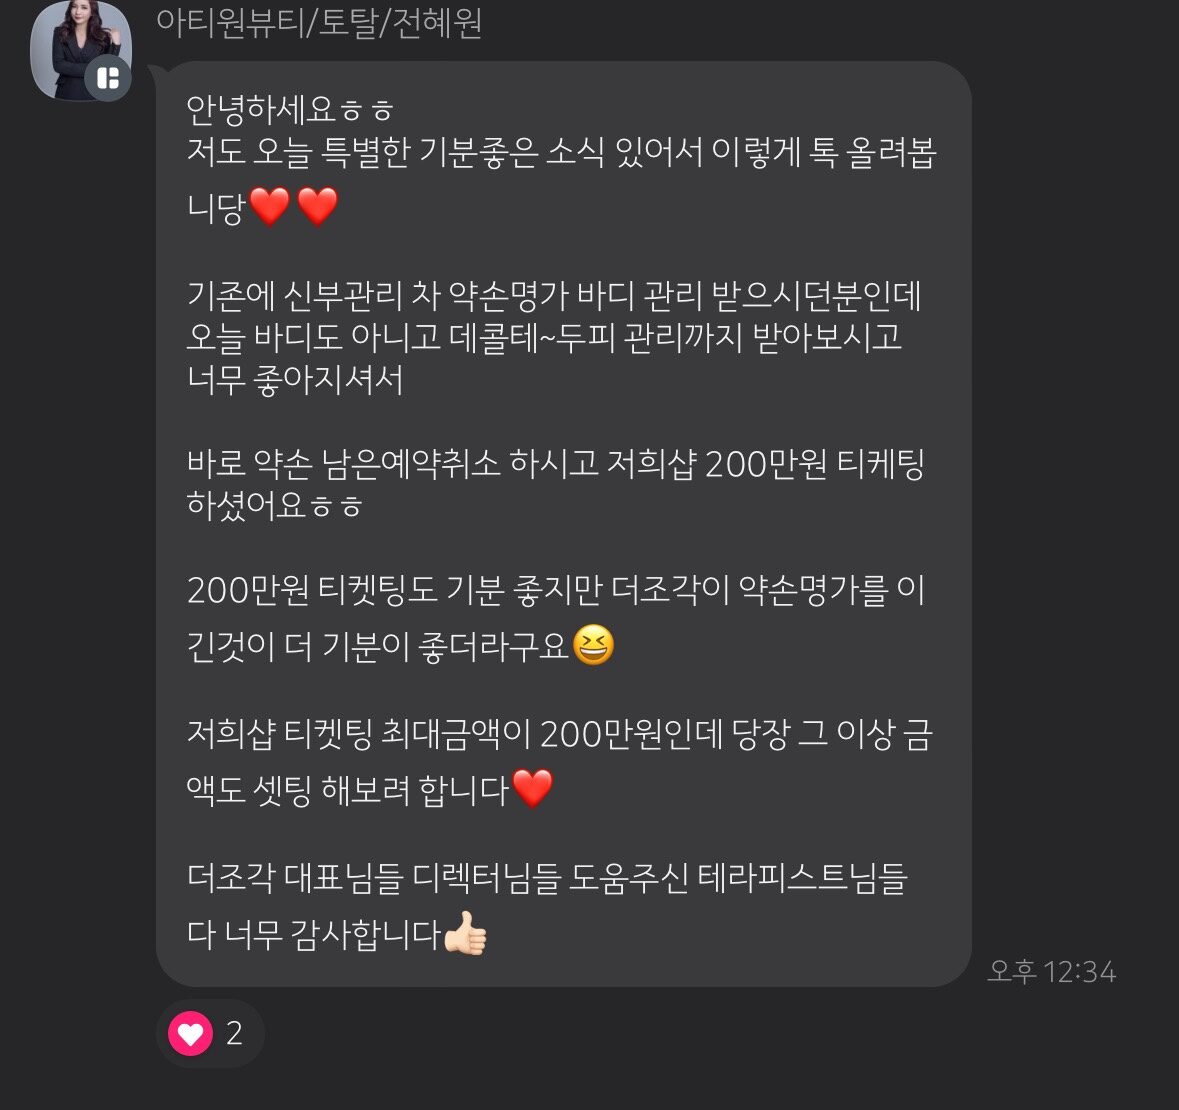 아티원뷰티/토탈/전혜원
안녕하세요ㅎㅎ
저도 오늘 특별한 기분좋은 소식 있어서 이렇게 톡 올려봅
니당❤️❤️
기존에 신부관리 차 약손명가 바디 관리 받으시던분인데
오늘 바디도 아니고 데콜테~두피 관리까지 받아보시고
너무 좋아지셔서
바로 약손 남은예약취소 하시고 저희샵 200만원 티케팅
하셨어요ㅎㅎ
200만원 티켓팅도 기분 좋지만 더조각이 약손명가를 이
긴것이 더 기분이 좋더라구요😆
저희샵 티켓팅 최대금액이 200만원인데 당장 그 이상 금
액도 셋팅 해보려 합니다❤️
더조각 대표님들 디렉터님들 도움주신 테라피스트님들
다 너무 감사합니다👍🏻
오후 12:34
2